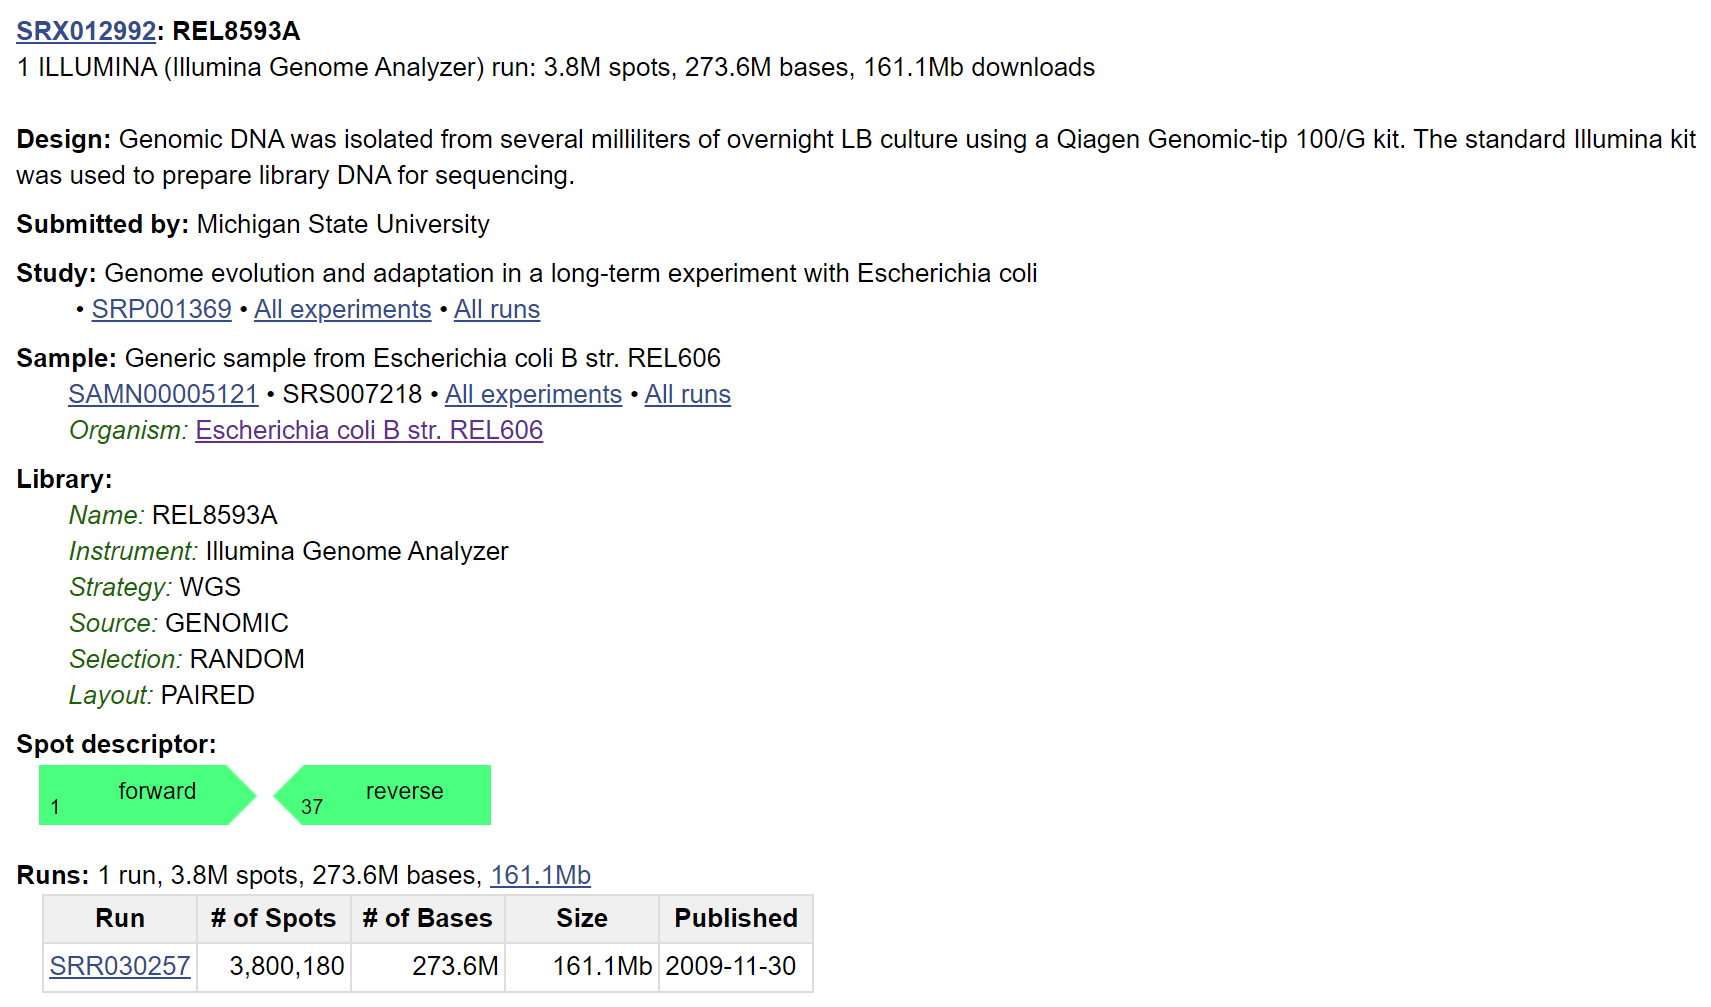 SRX012992: REL8593A
1 ILLUMINA (Illumina Genome Analyzer) run: 3.8M spots, 273.6M bases, 161.1Mb downloads
Design: Genomic DNA was isolated from several milliliters of overnight LB culture using a Qiagen Genomic-tip 100/G kit. The standard Illumina kit
was used to prepare library DNA for sequencing.
Submitted by: Michigan State University
Study: Genome evolution and adaptation in a long-term experiment with Escherichia coli
• SRP001369 • All experiments • All runs
Sample: Generic sample from Escherichia coli B str. REL606
SAMN00005121 • SRS007218 • All experiments • All runs
Organism: Escherichia coli B str. REL606
Library:
Name: REL8593A
Instrument: Illumina Genome Analyzer
Strategy: WGS
Source: GENOMIC
Selection: RANDOM
Layout: PAIRED
Spot descriptor:
forward reverse
1 37
Runs: 1 run, 3.8M spots, 273.6M bases, 161.1Mb
Run # of Spots # of Bases Size Published
SRR030257 3,800,180 273.6M 161.1Mb 2009-11-30